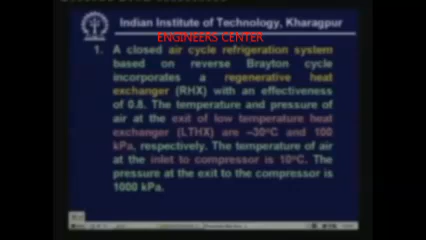 Indian Institute of Technology, Kharagpur
ENGINEERS CENTER
1. A closed air cycle refrigeration system
based on reverse Brayton cycle
incorporates a regenerative heat
exchanger (RHX) with an effectiveness
of 0.8. The temperature and pressure of
air at the exit of low temperature heat
exchanger (LTHX) are –30°C and 100
kPa, respectively. The temperature of air
at the inlet to compressor is 10°C. The
pressure at the exit to the compressor is
1000 kPa.